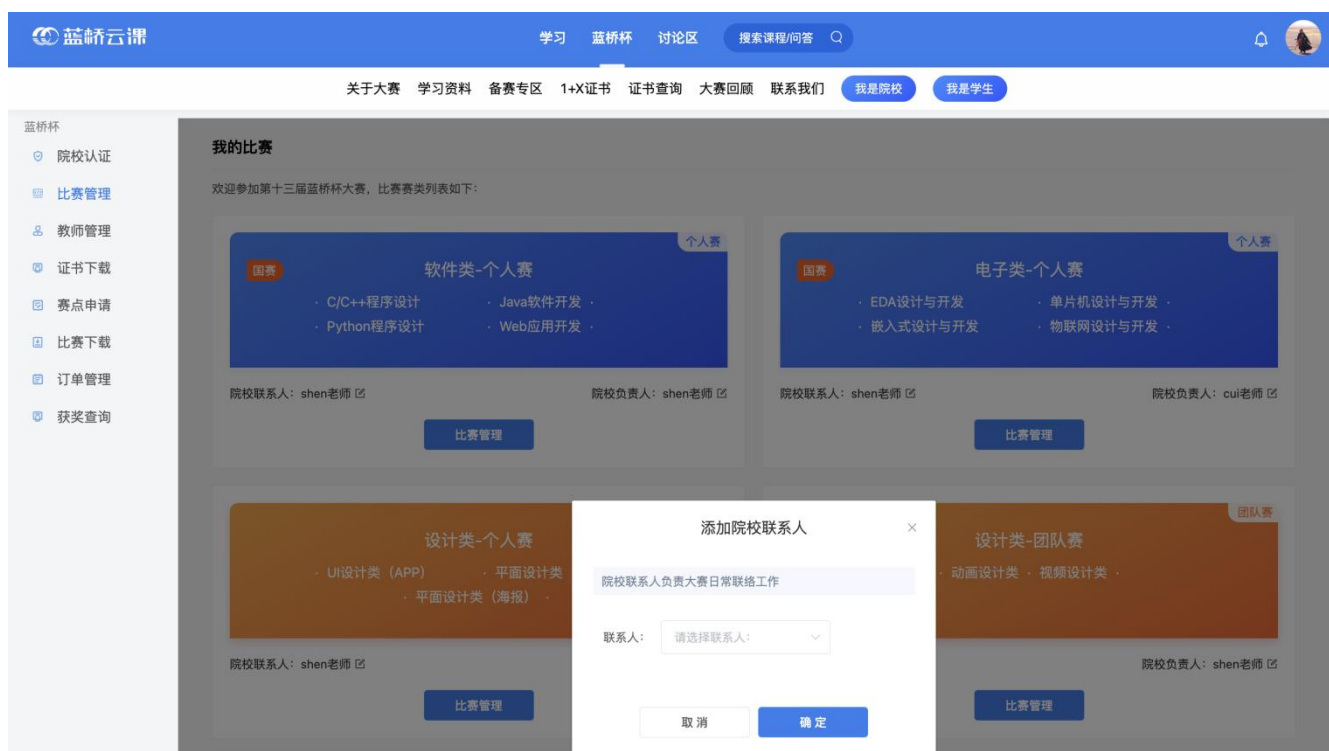 蓝桥云课
学习 蓝桥杯 讨论区 搜索课程/问答
关于大赛 学习资料 备赛专区 1+X证书 证书查询 大赛回顾 联系我们 我是院校 我是学生
蓝桥杯
院校认证
比赛管理
教师管理
证书下载
赛点申请
比赛下载
订单管理
获奖查询
我的比赛
欢迎参加第十三届蓝桥杯大赛，比赛赛类列表如下：
个人赛
国赛 软件类-个人赛
· C/C++程序设计 · Java软件开发 ·
· Python程序设计 · Web应用开发 ·
院校联系人：shen老师 院校负责人：shen老师
比赛管理
个人赛
国赛 电子类-个人赛
· EDA设计与开发 · 单片机设计与开发 ·
· 嵌入式设计与开发 · 物联网设计与开发 ·
院校联系人：shen老师 院校负责人：cui老师
比赛管理
设计类-个人赛
· UI设计类（APP） · 平面设计类
· 平面设计类（海报） ·
院校联系人：shen老师
比赛管理
团队赛
设计类-团队赛
· 动画设计类 · 视频设计类 ·
院校负责人：shen老师
比赛管理
添加院校联系人
院校联系人负责大赛日常联络工作
联系人： 请选择联系人：
取消 确定